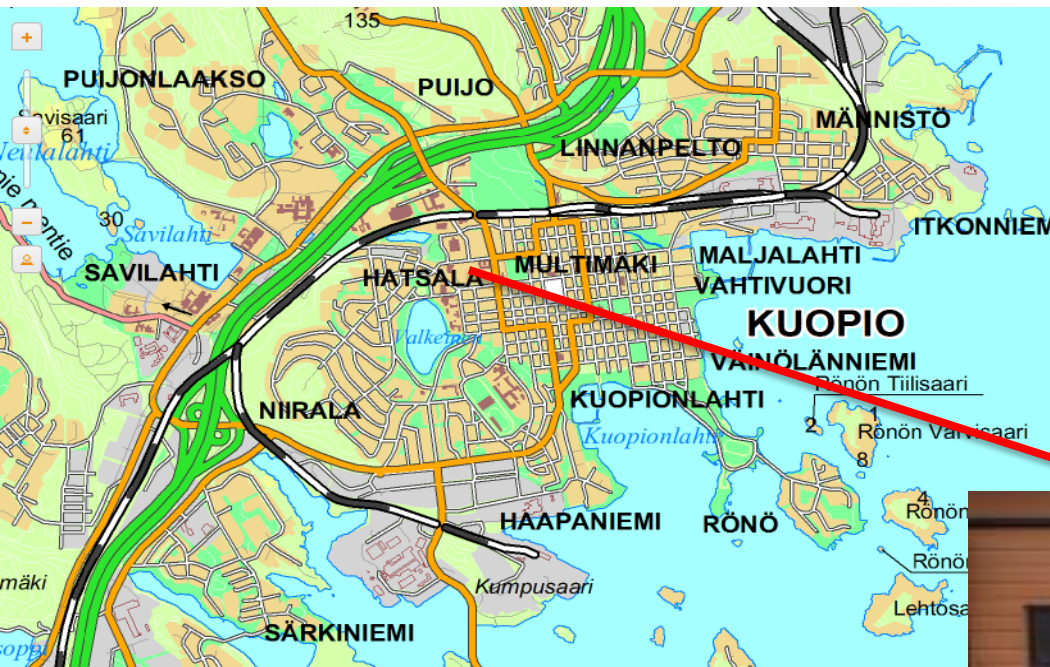 135
PUIJONLAAKSO
PUIJO
61
MÄNNISTÖ
LINNANPELTO
30
Savilahti
ITKONNIEM
SAVILAHTI
HATSALA
MULTIMÄKI
MALJALAHTI
VAHTIVUORI
KUOPIO
Valkeinen
VÄINÖLÄNNIEMI
Rönön Tiilisaari
NIIRALA
KUOPIONLAHTI
1
2
Rönön Varvisaari
Kuopionlahti
8
4
HAAPANIEMI
RÖNÖ
Rönön
Rönön
mäki
Kumpusaari
Lehtosa
SÄRKINIEMI